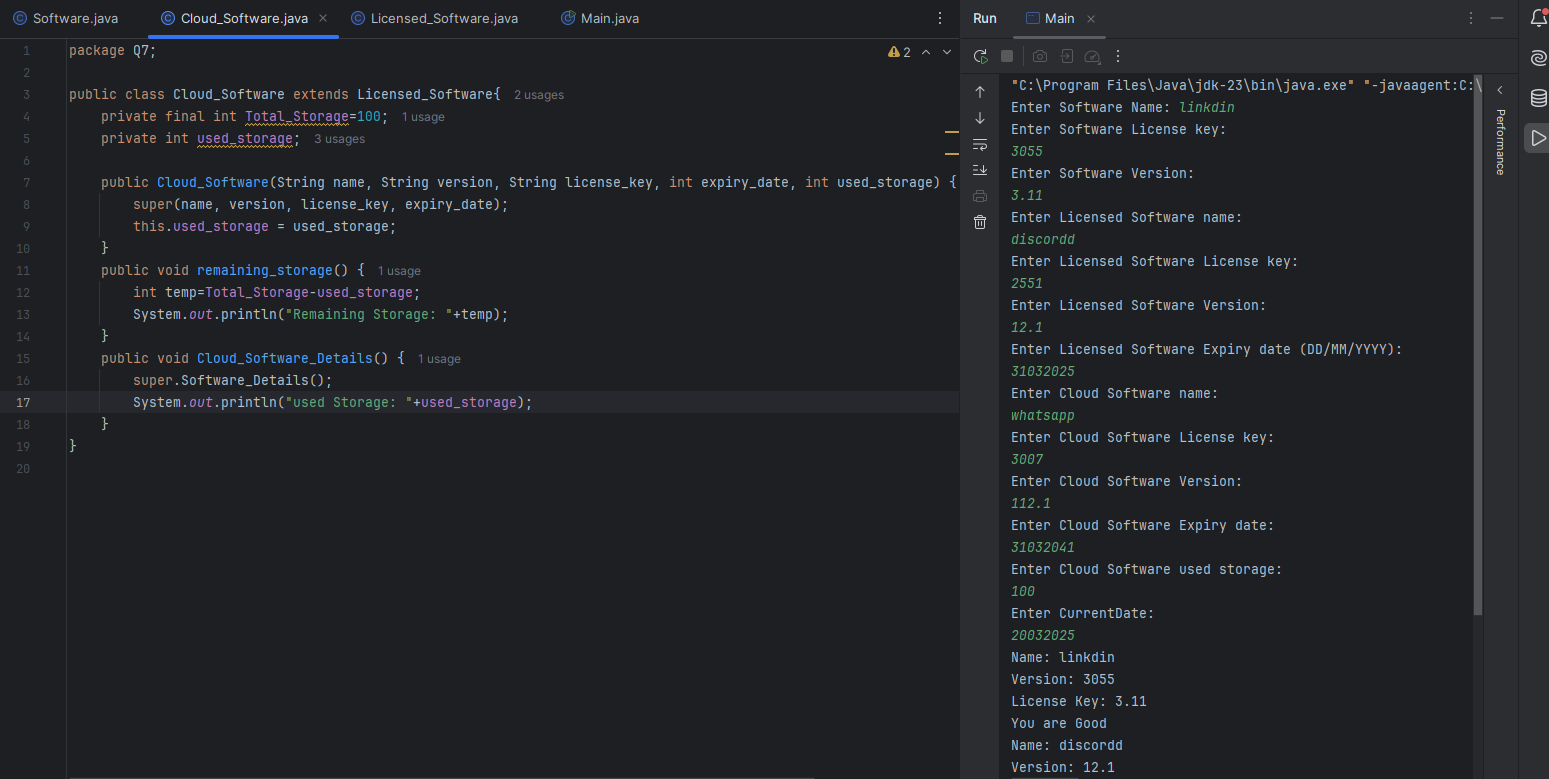 Software.java
Cloud_Software.java
Licensed_Software.java
Main.java
2
1 package Q7;
2
3 public class Cloud_Software extends Licensed_Software{ 2 usages
4 private final int Total_Storage=100; 1 usage
5 private int used_storage; 3 usages
6
7 public Cloud_Software(String name, String version, String license_key, int expiry_date, int used_storage) {
8 super(name, version, license_key, expiry_date);
9 this.used_storage = used_storage;
10 }
11 public void remaining_storage() { 1 usage
12 int temp=Total_Storage-used_storage;
13 System.out.println("Remaining Storage: "+temp);
14 }
15 public void Cloud_Software_Details() { 1 usage
16 super.Software_Details();
17 System.out.println("used Storage: "+used_storage);
18 }
19 }
20
Run
Main
"C:\Program Files\Java\jdk-23\bin\java.exe" "-javaagent:C:\
Enter Software Name: linkdin
Enter Software License key:
3055
Enter Software Version:
3.11
Enter Licensed Software name:
discordd
Enter Licensed Software License key:
2551
Enter Licensed Software Version:
12.1
Enter Licensed Software Expiry date (DD/MM/YYYY):
31032025
Enter Cloud Software name:
whatsapp
Enter Cloud Software License key:
3007
Enter Cloud Software Version:
112.1
Enter Cloud Software Expiry date:
31032041
Enter Cloud Software used storage:
100
Enter CurrentDate:
20032025
Name: linkdin
Version: 3055
License Key: 3.11
You are Good
Name: discordd
Version: 12.1
Performance